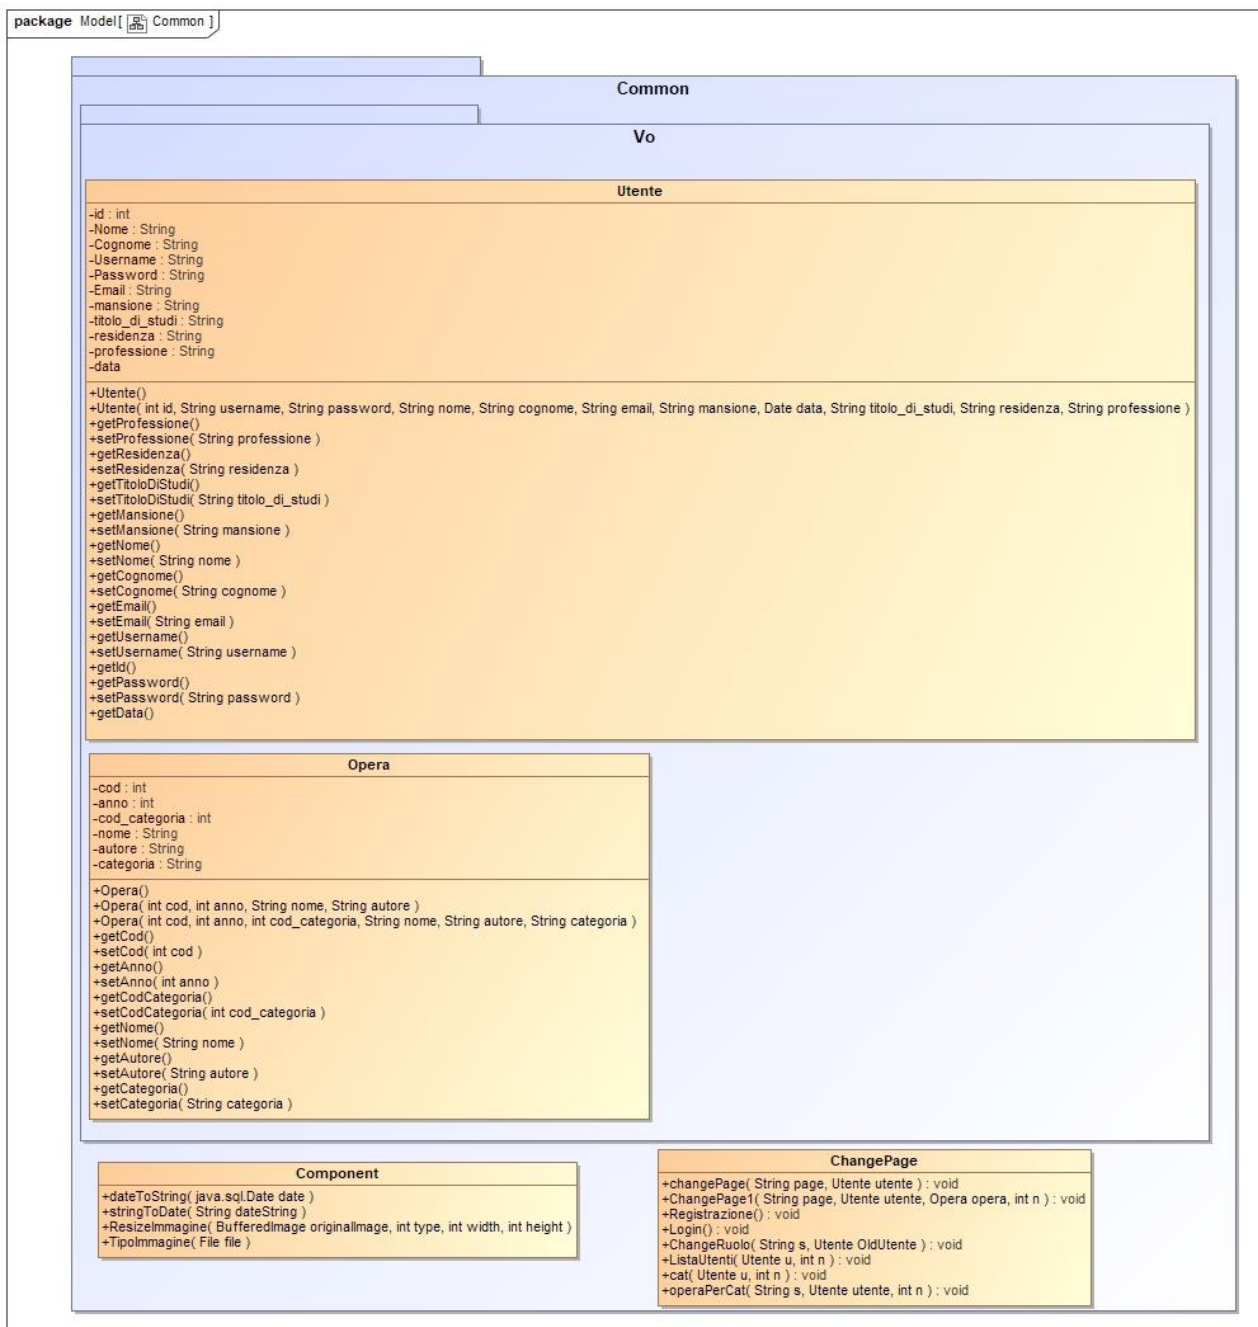 package Model[ Common ]
Common
Vo
Utente
-id : int
-Nome : String
-Cognome : String
-Username : String
-Password : String
-Email : String
-mansione : String
-titolo_di_studi : String
-residenza : String
-professione : String
-data
+Utente()
+Utente( int id, String username, String password, String nome, String cognome, String email, String mansione, Date data, String titolo_di_studi, String residenza, String professione )
+getProfessione()
+setProfessione( String professione )
+getResidenza()
+setResidenza( String residenza )
+getTitoloDiStudi()
+setTitoloDiStudi( String titolo_di_studi )
+getMansione()
+setMansione( String mansione )
+getNome()
+setNome( String nome )
+getCognome()
+setCognome( String cognome )
+getEmail()
+setEmail( String email )
+getUsername()
+setUsername( String username )
+getId()
+getPassword()
+setPassword( String password )
+getData()
Opera
-cod : int
-anno : int
-cod_categoria : int
-nome : String
-autore : String
-categoria : String
+Opera()
+Opera( int cod, int anno, String nome, String autore )
+Opera( int cod, int anno, int cod_categoria, String nome, String autore, String categoria )
+getCod()
+setCod( int cod )
+getAnno()
+setAnno( int anno )
+getCodCategoria()
+setCodCategoria( int cod_categoria )
+getNome()
+setNome( String nome )
+getAutore()
+setAutore( String autore )
+getCategoria()
+setCategoria( String categoria )
Component
+dateToString( java.sql.Date date )
+stringToDate( String dateString )
+ResizeImmagine( BufferedImage originalImage, int type, int width, int height )
+TipoImmagine( File file )
ChangePage
+changePage( String page, Utente utente ) : void
+ChangePage1( String page, Utente utente, Opera opera, int n ) : void
+Registrazione() : void
+Login() : void
+ChangeRuolo( String s, Utente OldUtente ) : void
+ListaUtenti( Utente u, int n ) : void
+cat( Utente u, int n ) : void
+operaPerCat( String s, Utente utente, int n ) : void